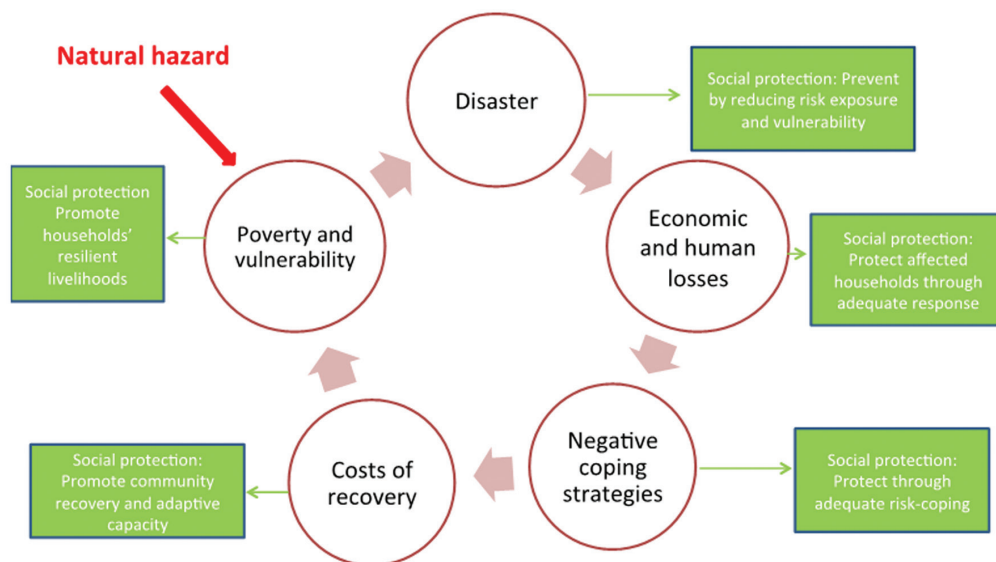 Natural hazard
Disaster
Social protection: Prevent
by reducing risk exposure
and vulnerability
Economic
and human
losses
Social protection:
Protect affected
households through
adequate response
Negative
coping
strategies
Social protection:
Protect through
adequate risk-coping
Costs of
recovery
Social protection:
Promote community
recovery and adaptive
capacity
Poverty and
vulnerability
Social protection
Promote
households’
resilient
livelihoods